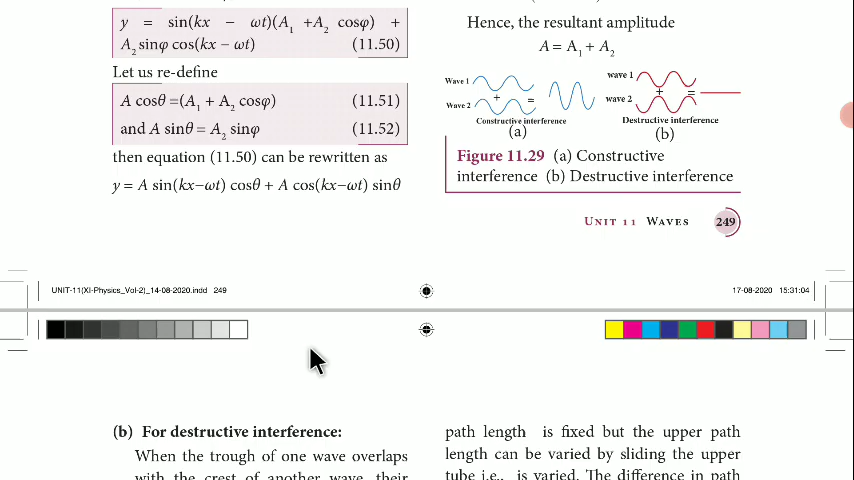 y = sin(kx − ωt)(A₁ +A₂ cosφ) +
A₂ sinφ cos(kx − ωt) (11.50)
Let us re-define
A cosθ =(A₁ + A₂ cosφ) (11.51)
and A sinθ = A₂ sinφ (11.52)
then equation (11.50) can be rewritten as
y = A sin(kx−ωt) cosθ + A cos(kx−ωt) sinθ
Hence, the resultant amplitude
A = A₁ + A₂
Wave 1
+
Wave 2 =
Constructive interference
(a)
wave 1
+ =
wave 2
Destructive interference
(b)
Figure 11.29 (a) Constructive
interference (b) Destructive interference
UNIT 11 WAVES 249
UNIT-11(XI-Physics_Vol-2)_14-08-2020.indd 249
17-08-2020 15:31:04
(b) For destructive interference:
When the trough of one wave overlaps
with the crest of another wave, their
path length is fixed but the upper path
length can be varied by sliding the upper
tube i.e., is varied. The difference in path